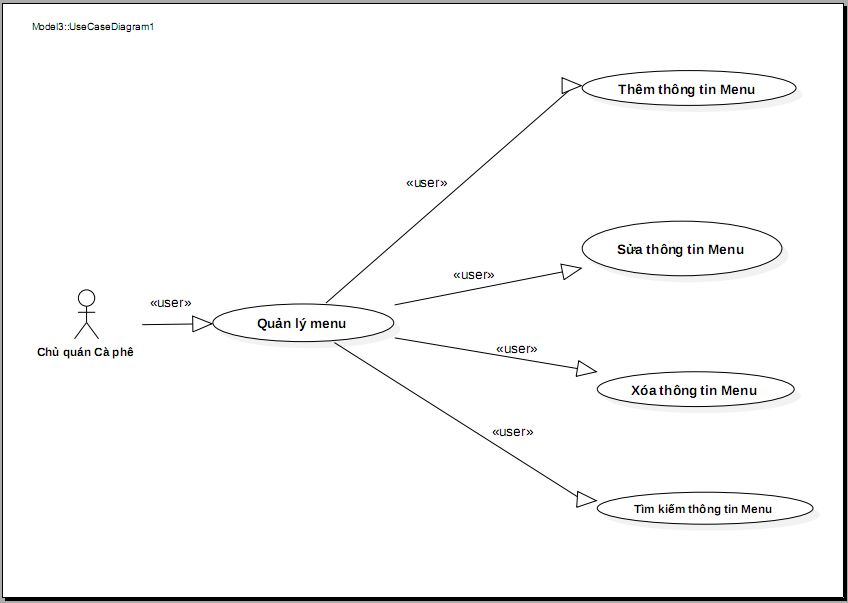 Model3::UseCaseDiagram1
Thêm thông tin Menu
«user»
Sửa thông tin Menu
«user»
«user»
Quản lý menu
Chủ quán Cà phê
«user»
Xóa thông tin Menu
«user»
Tìm kiếm thông tin Menu